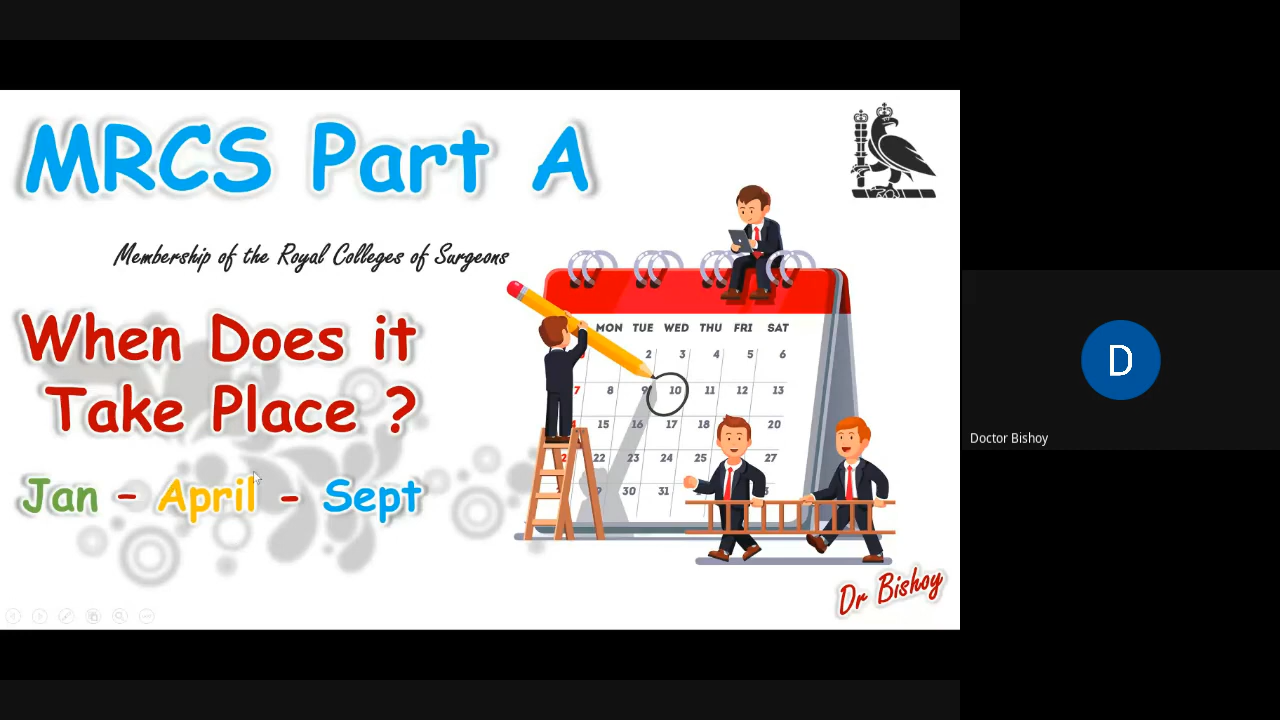 MRCS Part A
Membership of the Royal Colleges of Surgeons
When Does it
Take Place ?
Jan – April - Sept
MON TUE WED THU FRI SAT
2 3 4 5 6
7 8 9 10 11 12 13
15 16 17 18 20
22 23 24 25 27
30 31
Dr Bishoy
D
Doctor Bishoy